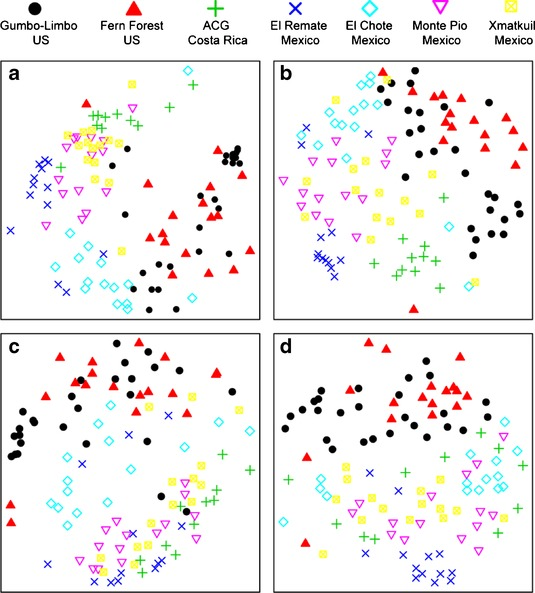 Gumbo-Limbo Fern Forest ACG El Remate El Chote Monte Pio Xmatkuil
US US Costa Rica Mexico Mexico Mexico Mexico
a b
c d